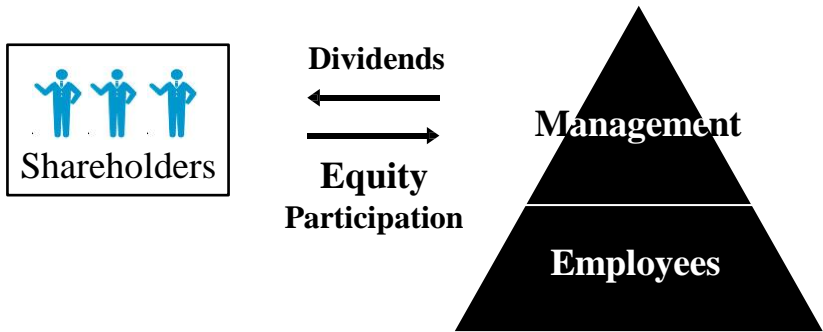 Shareholders
Dividends
Equity
Participation
Management
Employees